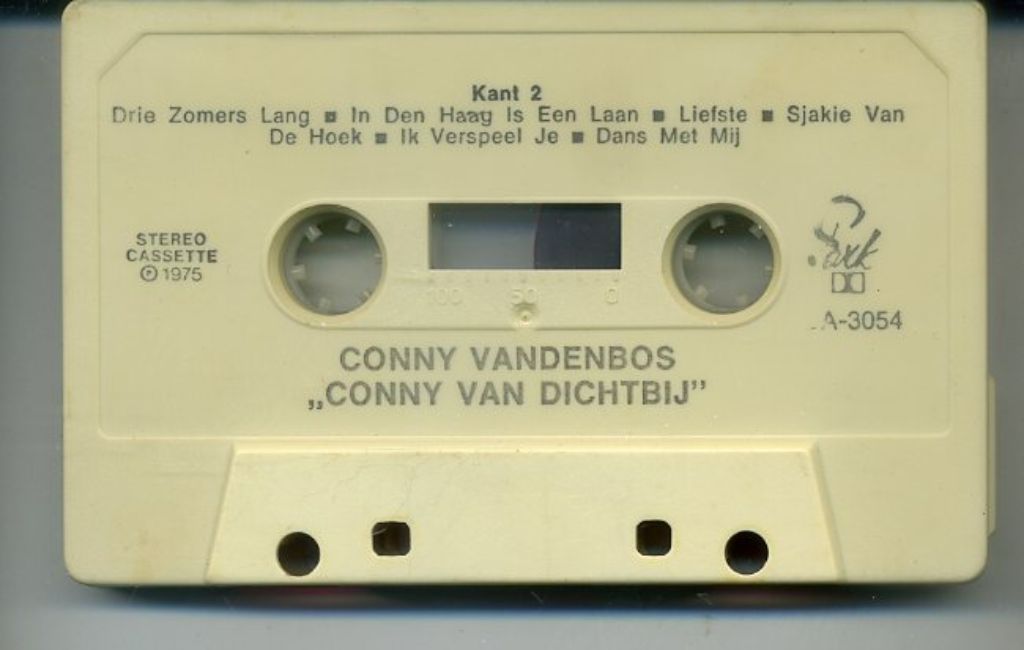 Kant 2
Drie Zomers Lang ■ In Den Haag Is Een Laan ■ Liefste ■ Sjakie Van
De Hoek ■ Ik Verspeel Je ■ Dans Met Mij
STEREO
CASSETTE
℗ 1975
100 50 0
Park
A-3054
CONNY VANDENBOS
„CONNY VAN DICHTBIJ”